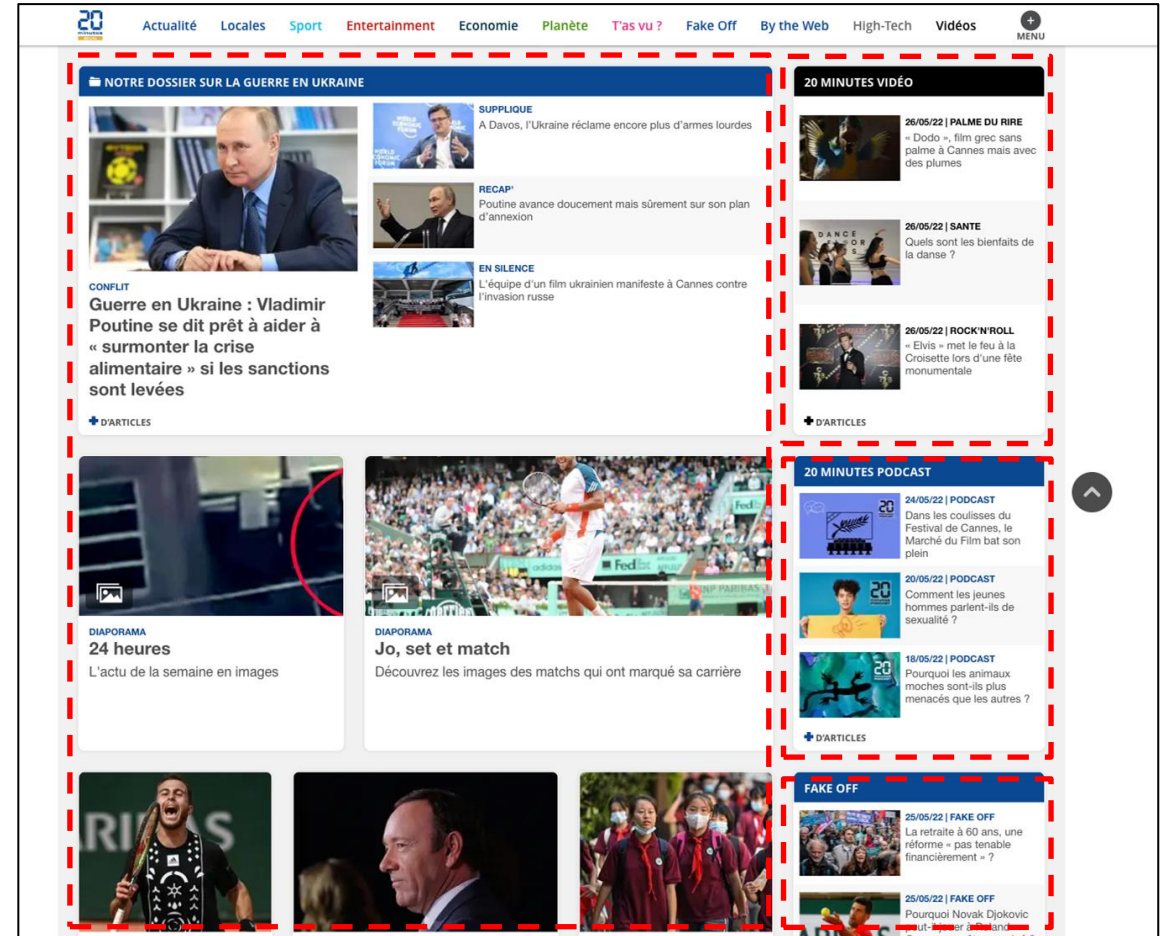 20
minutes
Actualité Locales Sport Entertainment Economie Planète T'as vu ? Fake Off By the Web High-Tech Vidéos
MENU
NOTRE DOSSIER SUR LA GUERRE EN UKRAINE
CONFLIT
Guerre en Ukraine : Vladimir
Poutine se dit prêt à aider à
« surmonter la crise
alimentaire » si les sanctions
sont levées
SUPPLIQUE
A Davos, l'Ukraine réclame encore plus d'armes lourdes
RECAP'
Poutine avance doucement mais sûrement sur son plan
d'annexion
EN SILENCE
L'équipe d'un film ukrainien manifeste à Cannes contre
l'invasion russe
D'ARTICLES
20 MINUTES VIDÉO
26/05/22 | PALME DU RIRE
« Dodo », film grec sans
palme à Cannes mais avec
des plumes
26/05/22 | SANTE
Quels sont les bienfaits de
la danse ?
26/05/22 | ROCK'N'ROLL
« Elvis » met le feu à la
Croisette lors d'une fête
monumentale
D'ARTICLES
DIAPORAMA
24 heures
L'actu de la semaine en images
adidas FedEx
BNP PARIBAS
DIAPORAMA
Jo, set et match
Découvrez les images des matchs qui ont marqué sa carrière
20 MINUTES PODCAST
24/05/22 | PODCAST
Dans les coulisses du
Festival de Cannes, le
Marché du Film bat son
plein
20/05/22 | PODCAST
Comment les jeunes
hommes parlent-ils de
sexualité ?
18/05/22 | PODCAST
Pourquoi les animaux
moches sont-ils plus
menacés que les autres ?
D'ARTICLES
FAKE OFF
25/05/22 | FAKE OFF
La retraite à 60 ans, une
réforme « pas tenable
financièrement » ?
25/05/22 | FAKE OFF
Pourquoi Novak Djokovic
peut-il jouer à Roland